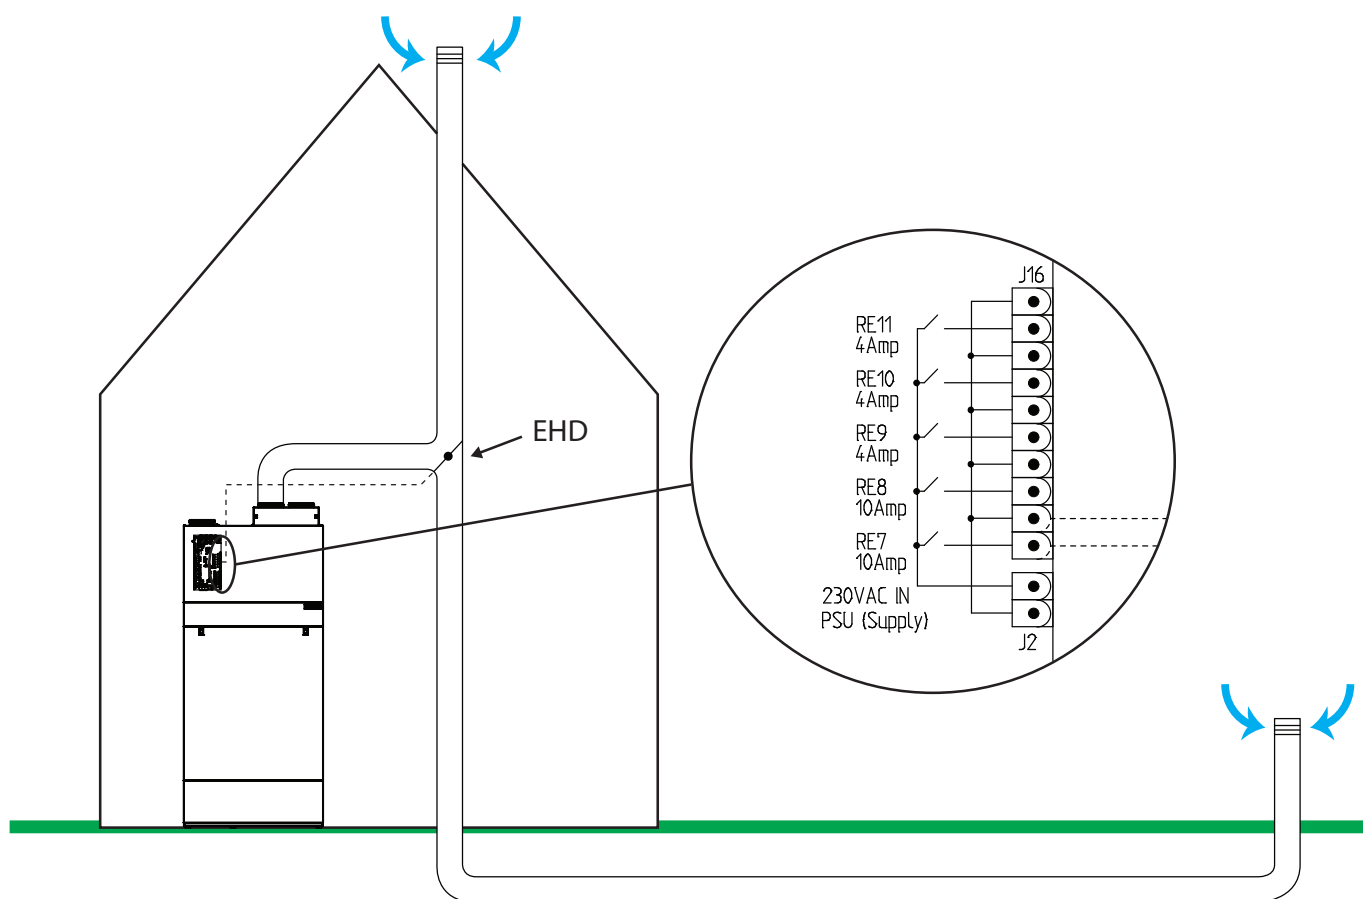 J16
RE11
4Amp
RE10
4Amp
EHD
RE9
4Amp
RE8
10Amp
RE7
10Amp
230VAC IN
PSU (Supply)
J2